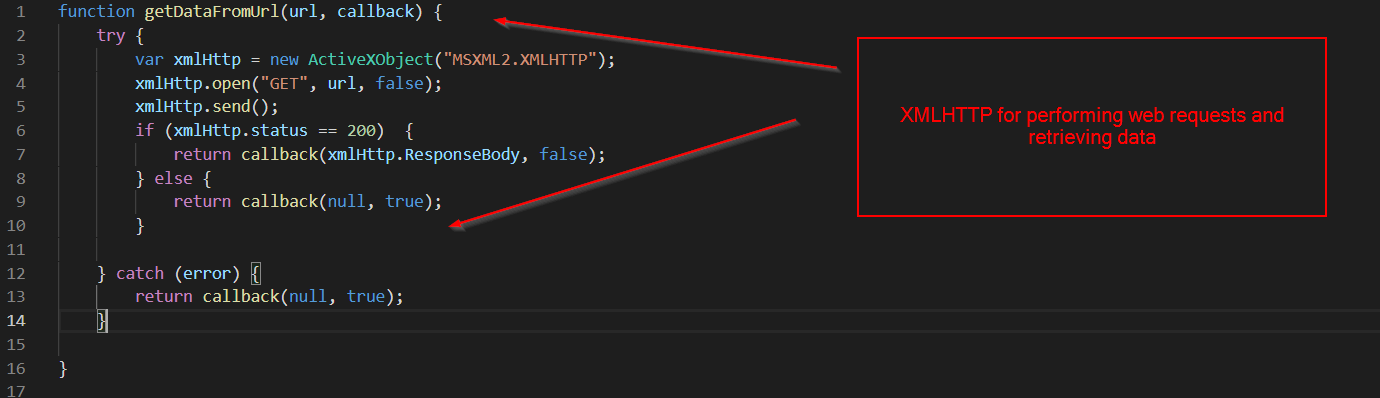 1 function getDataFromUrl(url, callback) {
2 try {
3 var xmlHttp = new ActiveXObject("MSXML2.XMLHTTP");
4 xmlHttp.open("GET", url, false);
5 xmlHttp.send();
6 if (xmlHttp.status == 200)  {
7 return callback(xmlHttp.ResponseBody, false);
8 } else {
9 return callback(null, true);
10 }
11
12 } catch (error) {
13 return callback(null, true);
14 }
15
16 }
17
XMLHTTP for performing web requests and
retrieving data